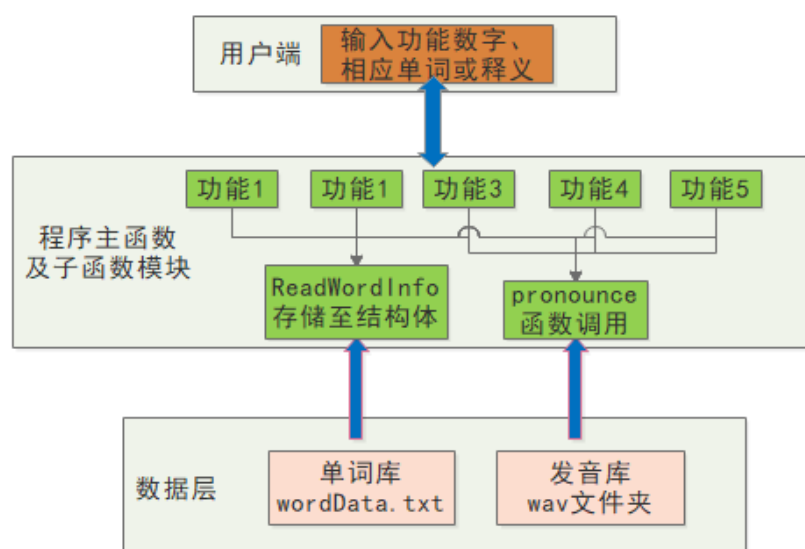 用户端
输入功能数字、
相应单词或释义
功能1
功能1
功能3
功能4
功能5
程序主函数
及子函数模块
ReadWordInfo
存储至结构体
pronounce
函数调用
数据层
单词库
wordData.txt
发音库
wav文件夹